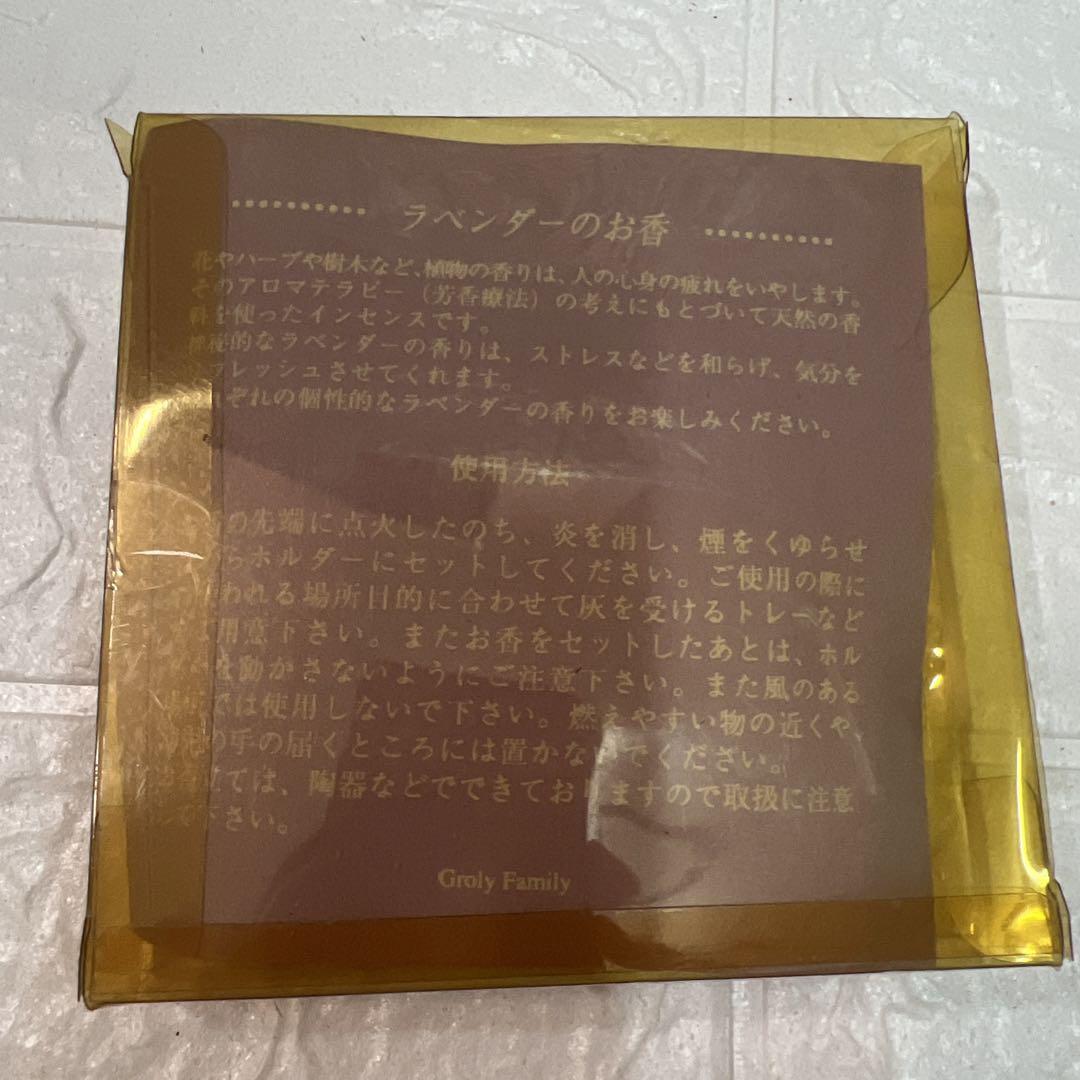 ラベンダーのお香
花やハーブや樹木など、植物の香りは、人の心身の疲れをいやします。
そのアロマテラピー（芳香療法）の考えにもとづいて天然の香
料を使ったインセンスです。
的なラベンダーの香りは、ストレスなどを和らげ、気分を
フレッシュさせてくれます。
ぞれの個性的なラベンダーの香りをお楽しみください。
使用方法
の先端に点火したのち、炎を消し、煙をくゆらせ
らホルダーにセットしてください。ご使用の際に
われる場所目的に合わせて灰を受けるトレーなど
用意下さい。またお香をセットしたあとは、ホル
を動かさないようにご注意下さい。また風のある
では使用しないで下さい。燃えやすい物の近くや、
の手の届くところには置かないでください。
ては、陶器などでできておりますので取扱に注意
下さい。
Groly Family